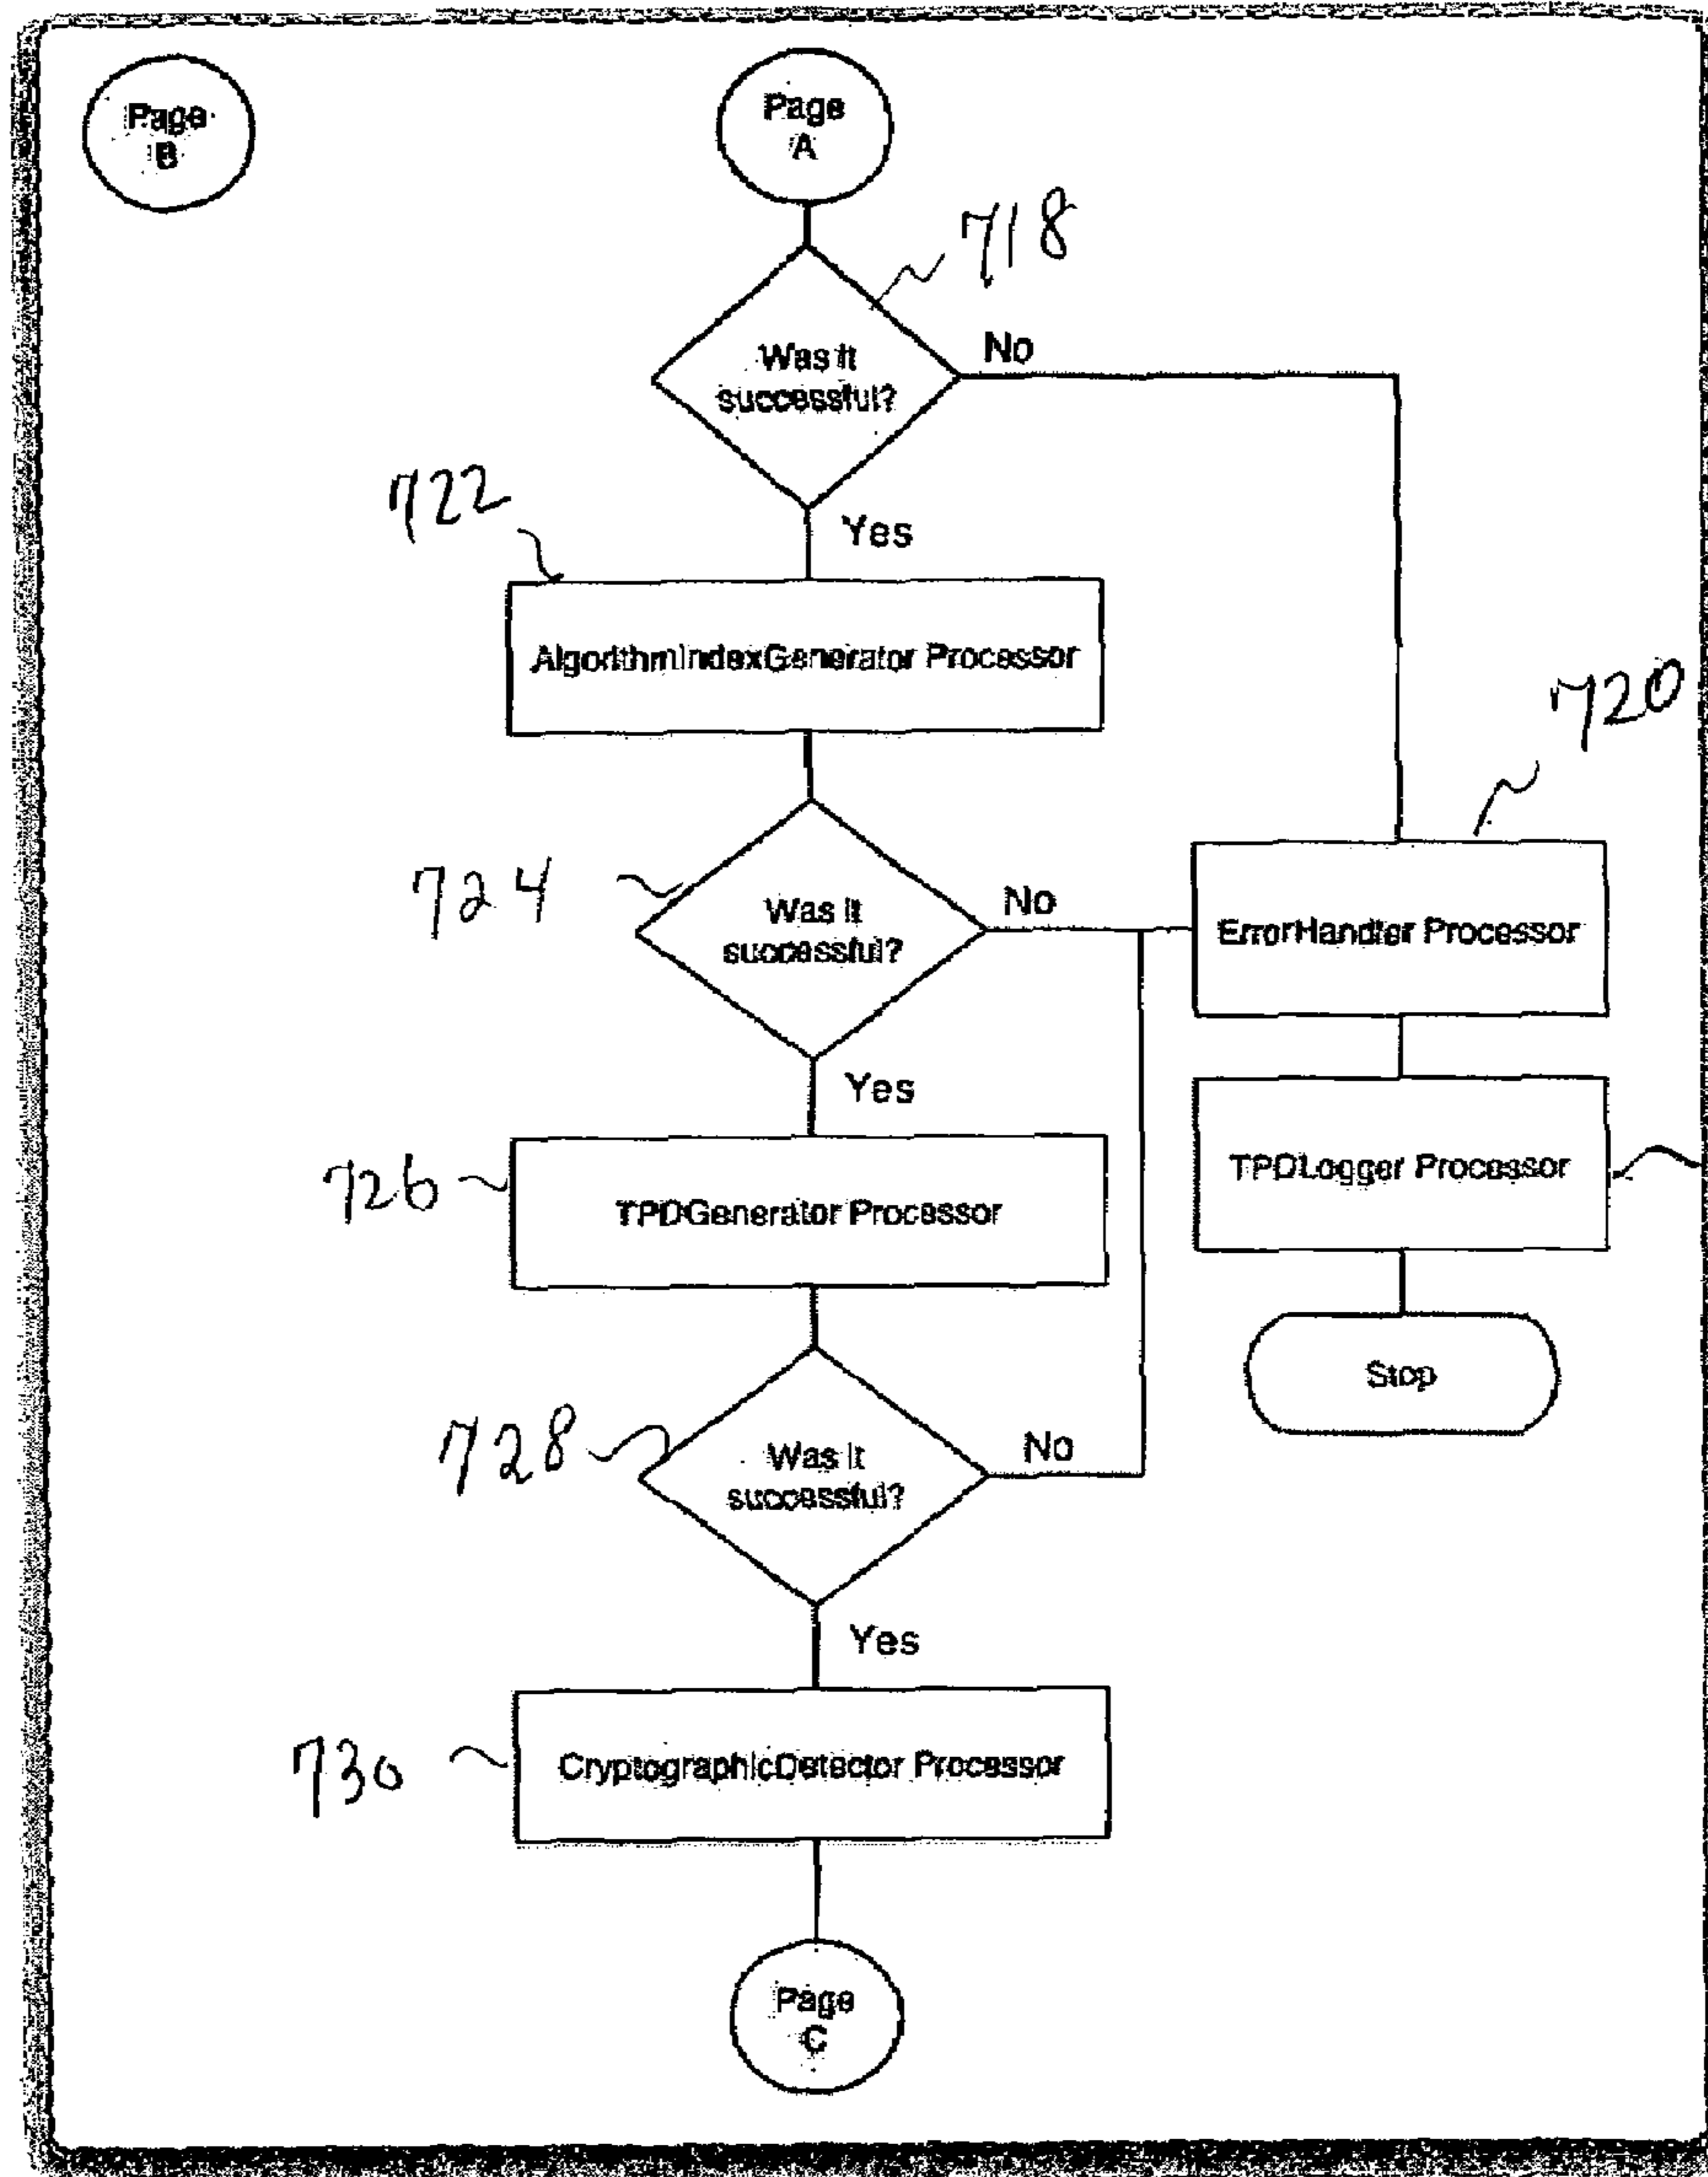 Page
B
Page
A
718
Was it
successful?
No
722
Yes
AlgorithmIndexGenerator Processor
720
724
Was it
successful?
No
ErrorHandler Processor
Yes
726
TPDGenerator Processor
TPDLogger Processor
728
Was it
successful?
No
Stop
Yes
730
CryptographicDetector Processor
Page
C